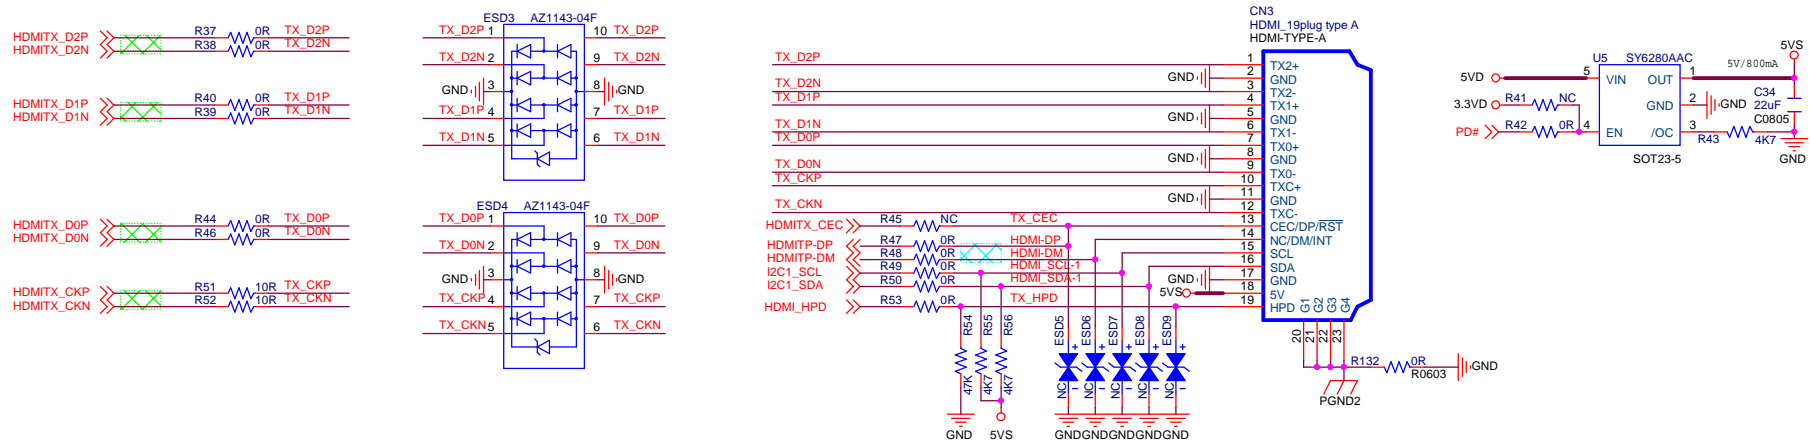 HDMITX_D2P R37 0R TX_D2P
HDMITX_D2N R38 0R TX_D2N
HDMITX_D1P R40 0R TX_D1P
HDMITX_D1N R39 0R TX_D1N
HDMITX_D0P R44 0R TX_D0P
HDMITX_D0N R46 0R TX_D0N
HDMITX_CKP R51 10R TX_CKP
HDMITX_CKN R52 10R TX_CKN
ESD3 AZ1143-04F
TX_D2P 1 10 TX_D2P
TX_D2N 2 9 TX_D2N
GND 3 8 GND
TX_D1P 4 7 TX_D1P
TX_D1N 5 6 TX_D1N
ESD4 AZ1143-04F
TX_D0P 1 10 TX_D0P
TX_D0N 2 9 TX_D0N
GND 3 8 GND
TX_CKP 4 7 TX_CKP
TX_CKN 5 6 TX_CKN
CN3
HDMI_19plug type A
HDMI-TYPE-A
TX_D2P 1 TX2+
GND 2 GND
TX_D2N 3 TX2-
TX_D1P 4 TX1+
GND 5 GND
TX_D1N 6 TX1-
TX_D0P 7 TX0+
GND 8 GND
TX_D0N 9 TX0-
TX_CKP 10 TXC+
GND 11 GND
TX_CKN 12 TXC-
HDMITX_CEC R45 NC TX_CEC 13 CEC/DP/RST
HDMITP-DP R47 0R HDMI-DP 14 NC/DM/INT
HDMITP-DM R48 0R HDMI-DM 15 SCL
I2C1_SCL R49 0R HDMI_SCL-1 16 SDA
I2C1_SDA R50 0R HDMI_SDA-1 GND 17 GND
5VS 18 5V
HDMI_HPD R53 0R TX_HPD 19 HPD
G1 G2 G3 G4
20 21 22 23
R54 R55 R56 ESD5 ESD6 ESD7 ESD8 ESD9
+ + + + +
47K 4K7 4K7 NC NC NC NC NC
- - - - -
GND 5VS GND GND GND GND GND
R132 0R GND
R0603
PGND2
U5 SY6280AAC 5VS
5VD 5 VIN OUT 1 5V/800mA
3.3VD R41 NC GND 2 GND
C34
22uF
C0805
PD# R42 0R 4 EN /OC 3 R43 4K7
SOT23-5 GND